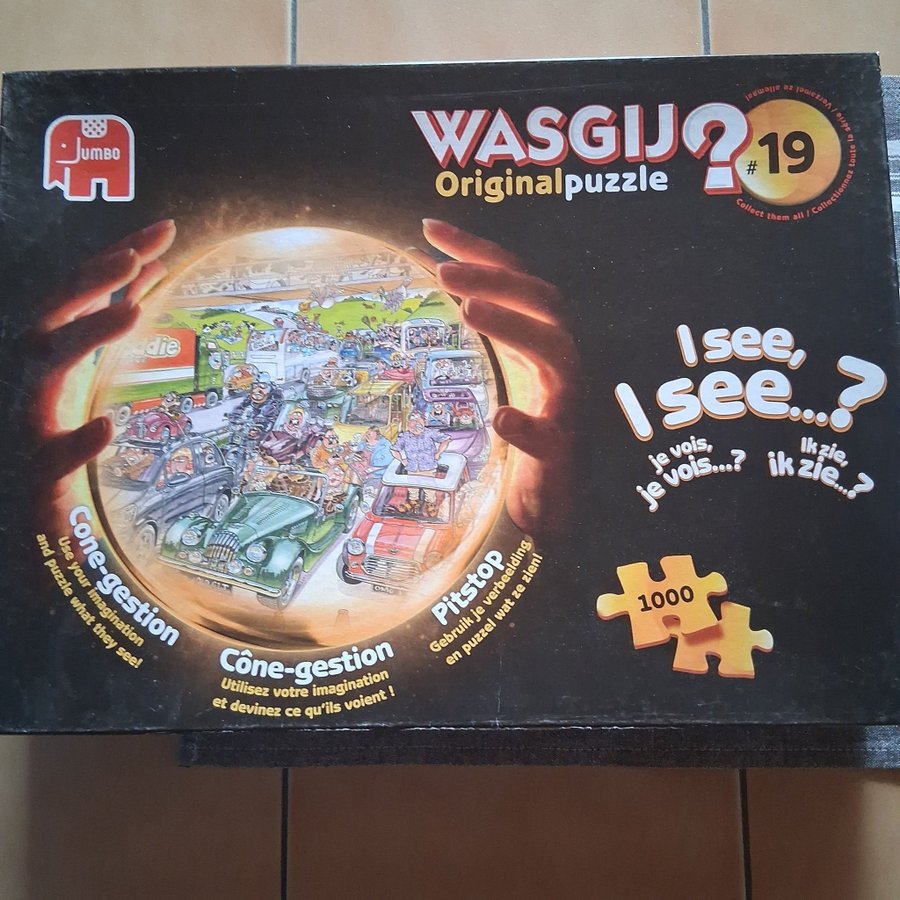 JUMBO
WASGIJ?
Originalpuzzle
#19
Collect them all / Collectionnez toute la série / Verzamel ze allemaal
I see,
I see...?
je vois,
je vois...?
Ik zie,
ik zie...?
Cone-gestion
Use your imagination
and puzzle what they see!
Cône-gestion
Utilisez votre imagination
et devinez ce qu'ils voient !
Pitstop
Gebruik je verbeelding
en puzzel wat ze zien!
1000